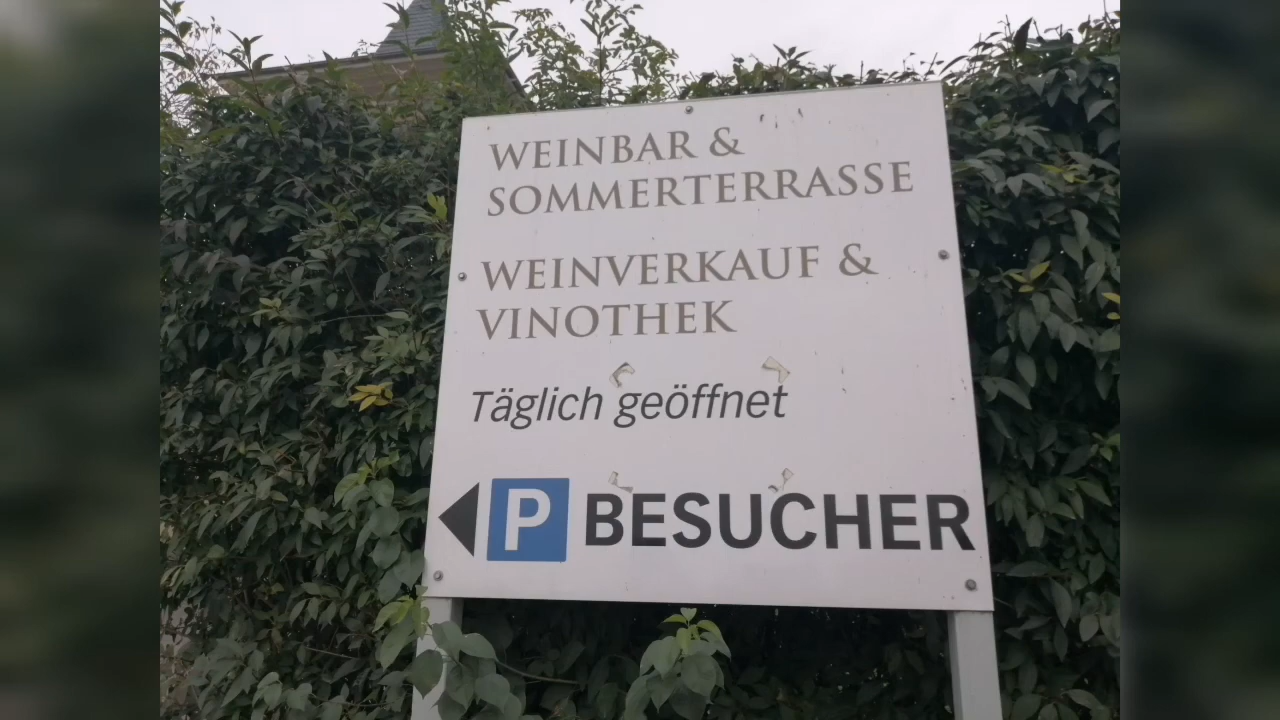 WEINBAR &
SOMMERTERRASSE
WEINVERKAUF &
VINOTHEK
Täglich geöffnet
P BESUCHER